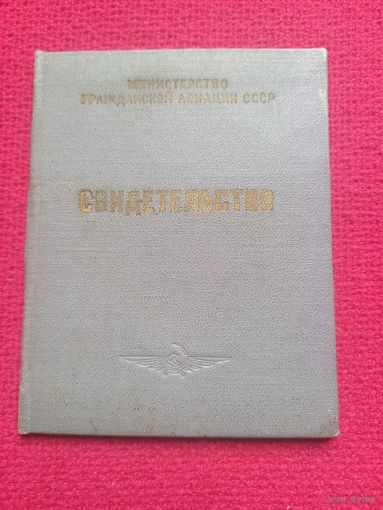 МИНИСТЕРСТВО
ГРАЖДАНСКОЙ АВИАЦИИ СССР
СВИДЕТЕЛЬСТВО